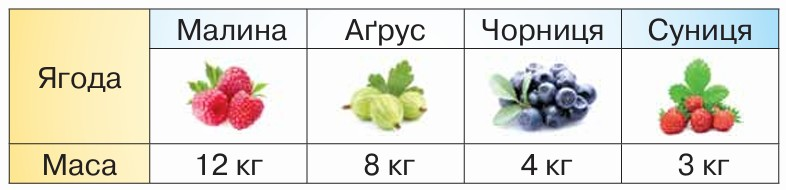 Ягода Малина Аґрус Чорниця Суниця
Маса 12 кг 8 кг 4 кг 3 кг